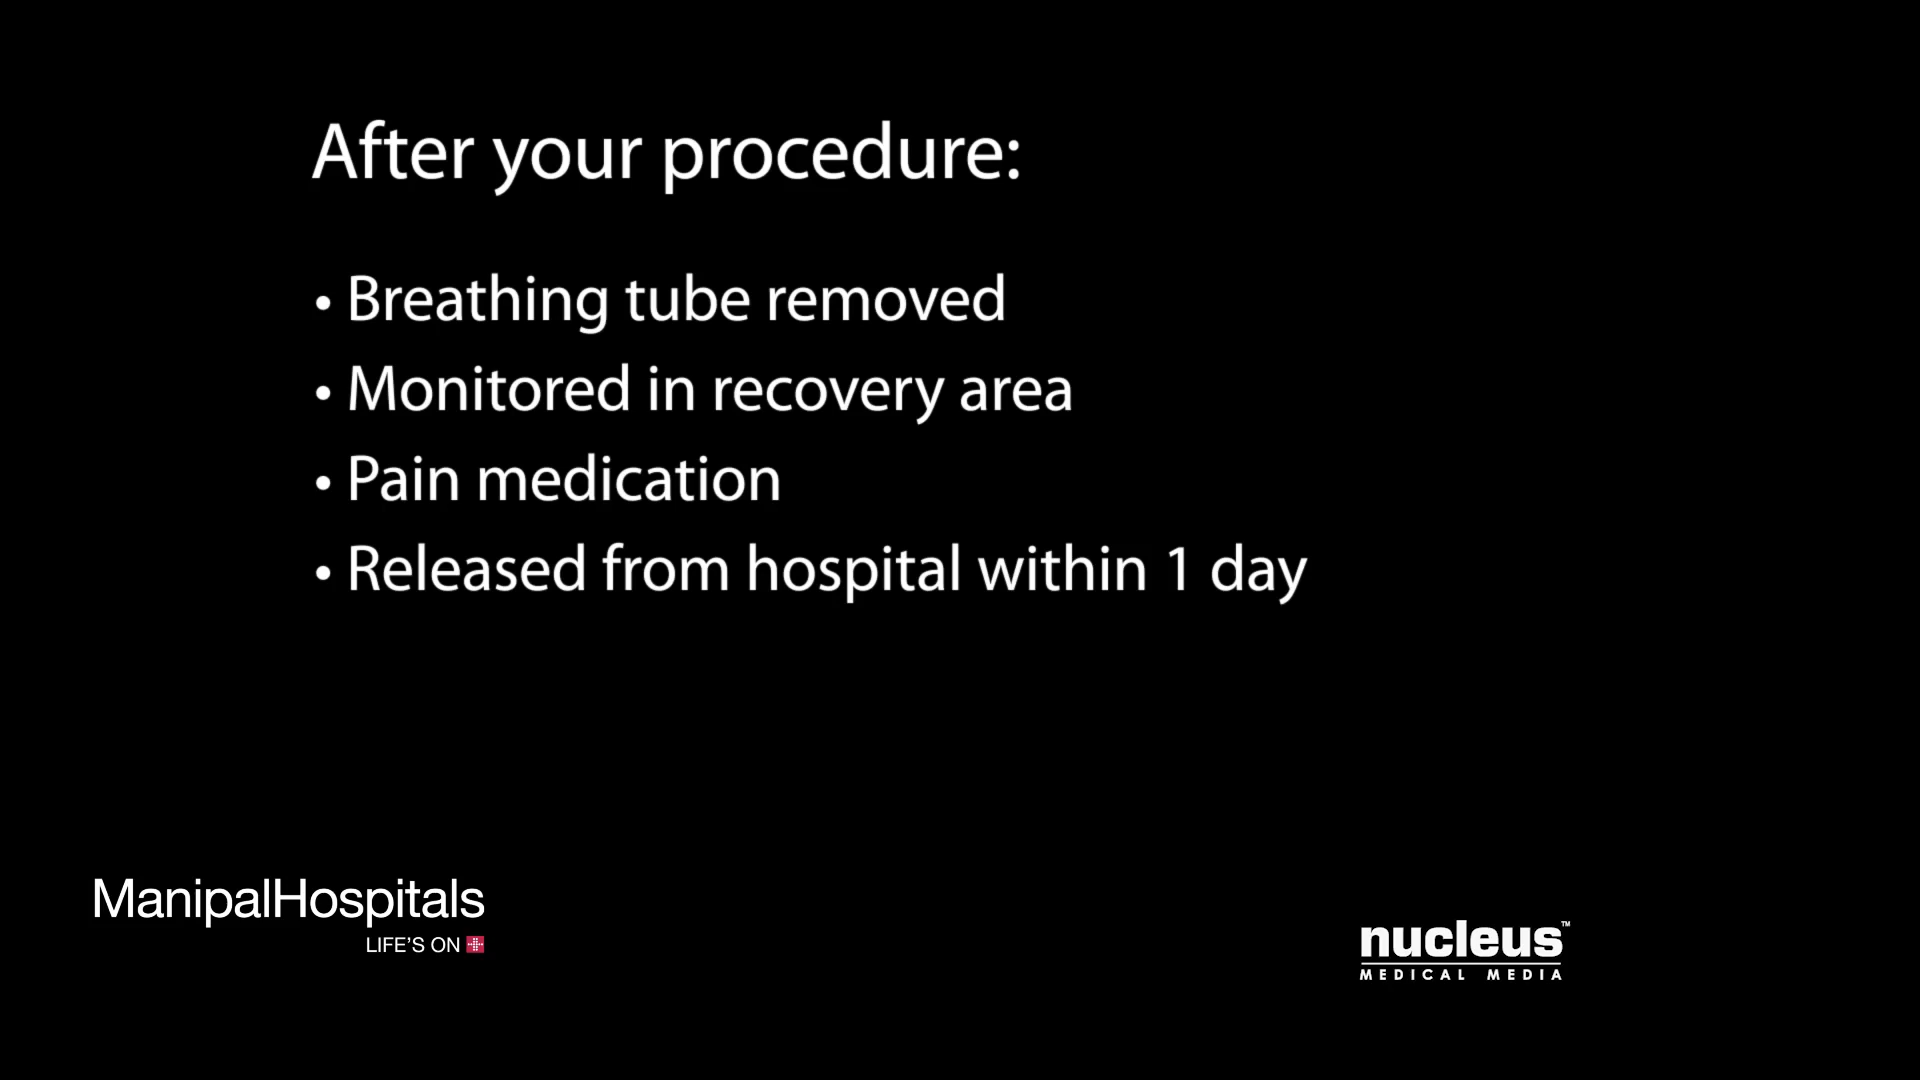 After your procedure:
• Breathing tube removed
• Monitored in recovery area
• Pain medication
• Released from hospital within 1 day
ManipalHospitals
LIFE'S ON
nucleus™
MEDICAL MEDIA